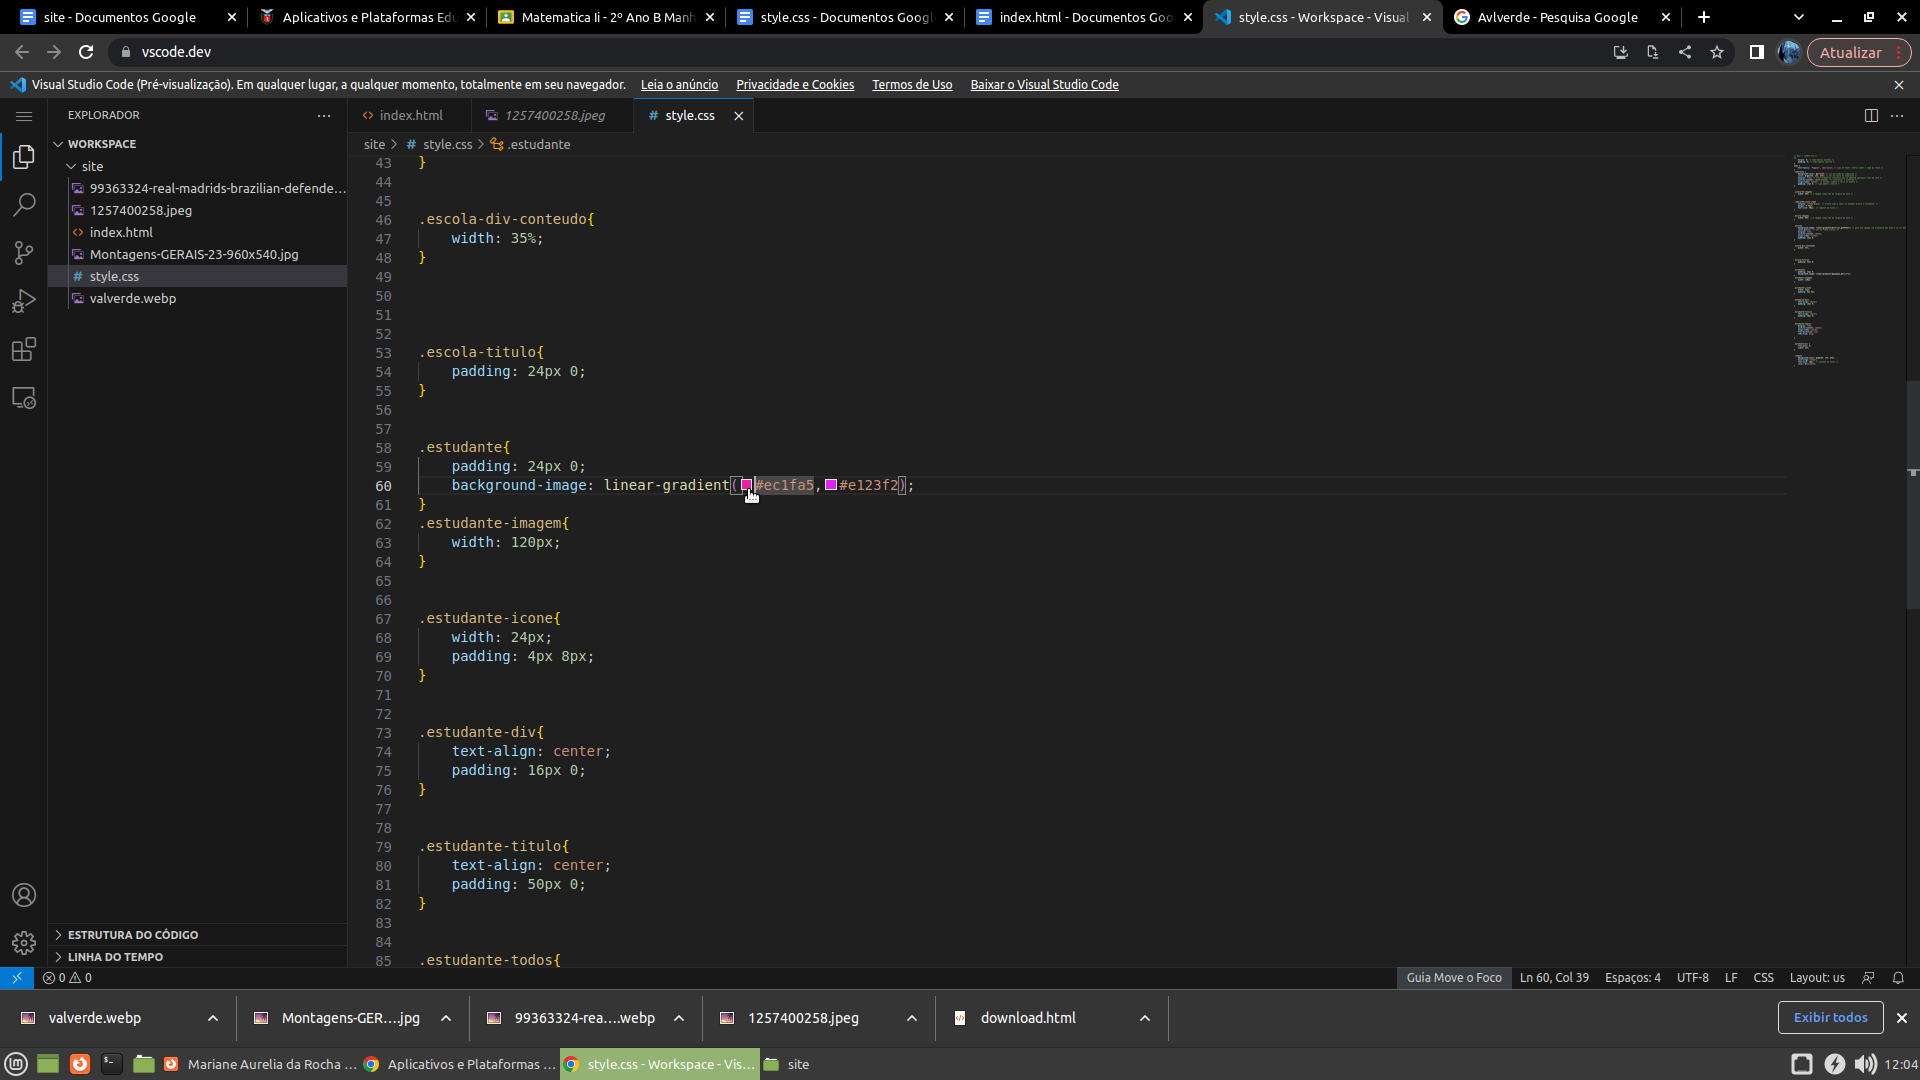 site - Documentos Google
Aplicativos e Plataformas Edu
Matematica Ii - 2º Ano B Manh
style.css - Documentos Googl
index.html - Documentos Goo
style.css - Workspace - Visual
Avlverde - Pesquisa Google
vscode.dev
Atualizar
Visual Studio Code (Pré-visualização). Em qualquer lugar, a qualquer momento, totalmente em seu navegador. Leia o anúncio Privacidade e Cookies Termos de Uso Baixar o Visual Studio Code
EXPLORADOR
index.html
1257400258.jpeg
# style.css
WORKSPACE
site
99363324-real-madrids-brazilian-defende...
1257400258.jpeg
index.html
Montagens-GERAIS-23-960x540.jpg
# style.css
valverde.webp
ESTRUTURA DO CÓDIGO
LINHA DO TEMPO
site > # style.css > .estudante
43 }
44
45
46 .escola-div-conteudo{
47 width: 35%;
48 }
49
50
51
52
53 .escola-titulo{
54 padding: 24px 0;
55 }
56
57
58 .estudante{
59 padding: 24px 0;
60 background-image: linear-gradient(#ec1fa5,#e123f2);
61 }
62 .estudante-imagem{
63 width: 120px;
64 }
65
66
67 .estudante-icone{
68 width: 24px;
69 padding: 4px 8px;
70 }
71
72
73 .estudante-div{
74 text-align: center;
75 padding: 16px 0;
76 }
77
78
79 .estudante-titulo{
80 text-align: center;
81 padding: 50px 0;
82 }
83
84
85 .estudante-todos{
0 0
Guia Move o Foco Ln 60, Col 39 Espaços: 4 UTF-8 LF CSS Layout: us
valverde.webp
Montagens-GER....jpg
99363324-rea....webp
1257400258.jpeg
download.html
Exibir todos
Mariane Aurelia da Rocha ...
Aplicativos e Plataformas ...
style.css - Workspace - Vis...
site
12:04